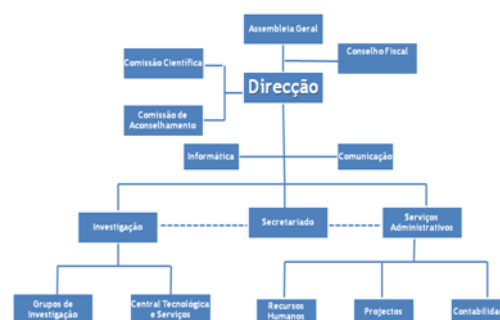 Assembleia Geral
Conselho Fiscal
Comissão Científica
Direcção
Comissão de
Aconselhamento
Informática
Comunicação
Investigação
Secretariado
Serviços
Administrativos
Grupos de
Investigação
Central Tecnológica
e Serviços
Recursos
Humanos
Projectos
Contabilidad